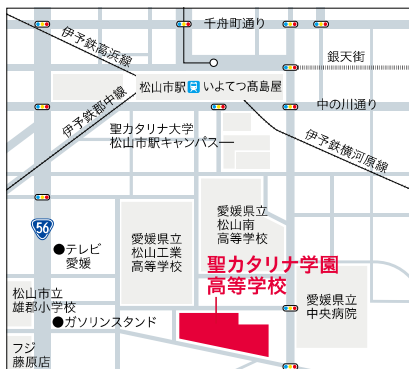 千舟町通り
伊予鉄高浜線
銀天街
松山市駅 いよてつ髙島屋
中の川通り
伊予鉄郡中線
聖カタリナ大学
松山市駅キャンパス
伊予鉄横河原線
56
愛媛県立
松山南
高等学校
愛媛県立
松山工業
高等学校
●テレビ
愛媛
聖カタリナ学園
高等学校
松山市立
雄郡小学校
●ガソリンスタンド
愛媛県立
中央病院
フジ
藤原店